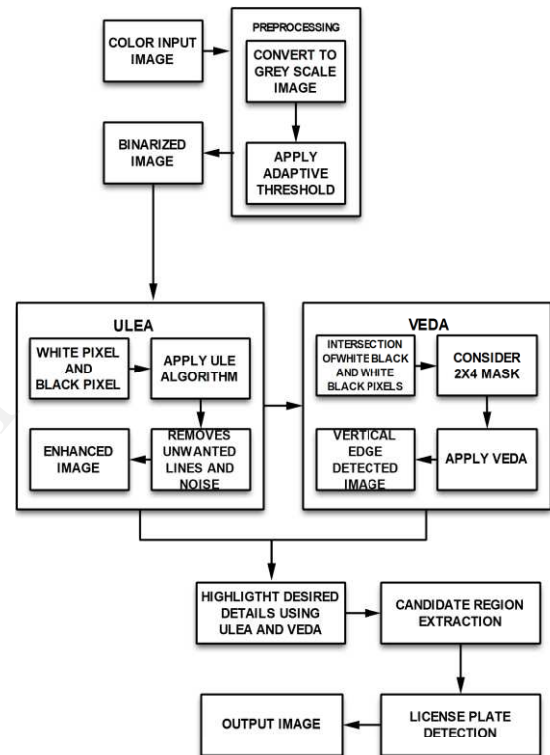 PREPROCESSING
COLOR INPUT
IMAGE
CONVERT TO
GREY SCALE
IMAGE
BINARIZED
IMAGE
APPLY
ADAPTIVE
THRESHOLD
ULEA
WHITE PIXEL
AND
BLACK PIXEL
APPLY ULE
ALGORITHM
ENHANCED
IMAGE
REMOVES
UNWANTED
LINES AND
NOISE
VEDA
INTERSECTION
OFWHITE BLACK
AND WHITE
BLACK PIXELS
CONSIDER
2X4 MASK
VERTICAL
EDGE
DETECTED
IMAGE
APPLY VEDA
HIGHLIGTHT DESIRED
DETAILS USING
ULEA AND VEDA
CANDIDATE REGION
EXTRACTION
OUTPUT IMAGE
LICENSE PLATE
DETECTION